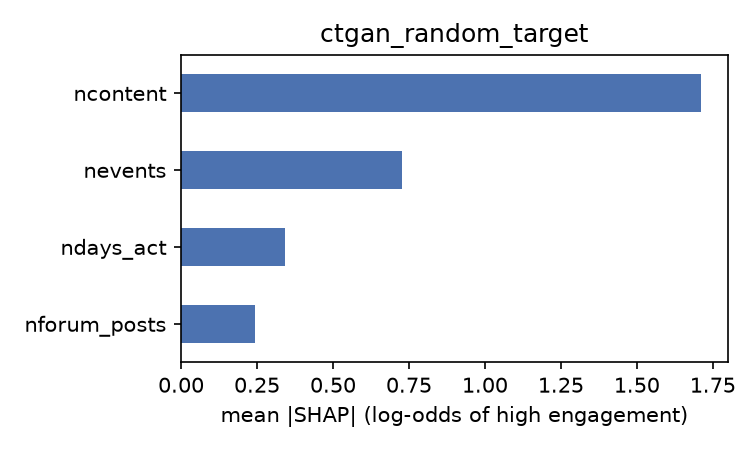 ctgan_random_target
ncontent
nevents
ndays_act
nforum_posts
0.00 0.25 0.50 0.75 1.00 1.25 1.50 1.75
mean |SHAP| (log-odds of high engagement)